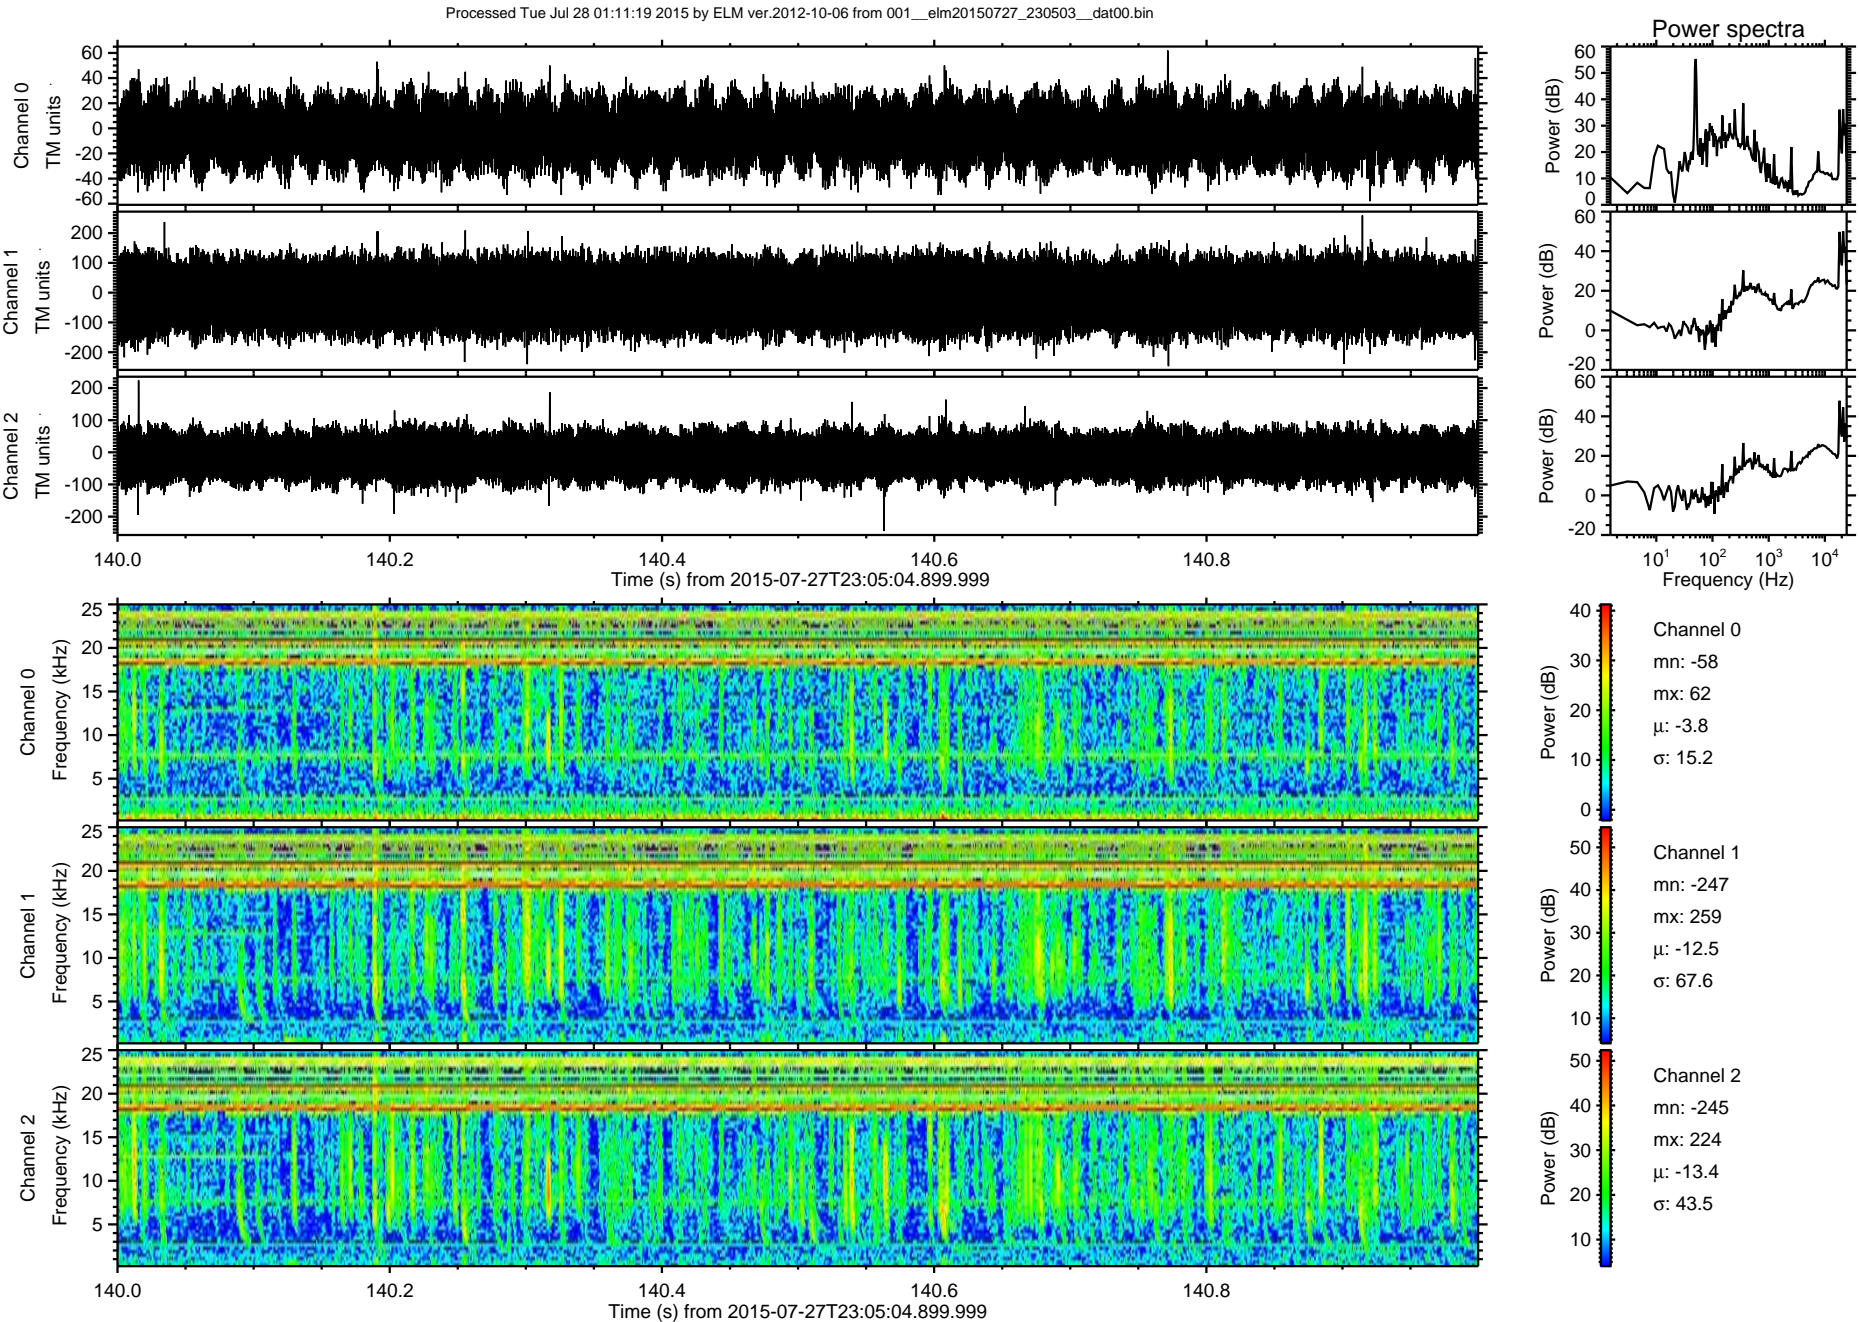 Processed Tue Jul 28 01:11:19 2015 by ELM ver.2012-10-06 from 001__elm20150727_230503__dat00.bin
Power spectra
Channel 0
TM units
60
40
20
0
-20
-40
-60
Power (dB)
60
50
40
30
20
10
0
Channel 1
TM units
200
100
0
-100
-200
Power (dB)
60
40
20
0
-20
Channel 2
TM units
200
100
0
-100
-200
Power (dB)
60
40
20
0
-20
140.0 140.2 140.4 140.6 140.8
Time (s) from 2015-07-27T23:05:04.899.999
10¹ 10² 10³ 10⁴
Frequency (Hz)
Channel 0
Frequency (kHz)
25
20
15
10
5
Power (dB)
40
30
20
10
0
Channel 0
mn: -58
mx: 62
μ: -3.8
σ: 15.2
Channel 1
Frequency (kHz)
25
20
15
10
5
Power (dB)
50
40
30
20
10
Channel 1
mn: -247
mx: 259
μ: -12.5
σ: 67.6
Channel 2
Frequency (kHz)
25
20
15
10
5
Power (dB)
50
40
30
20
10
Channel 2
mn: -245
mx: 224
μ: -13.4
σ: 43.5
140.0 140.2 140.4 140.6 140.8
Time (s) from 2015-07-27T23:05:04.899.999